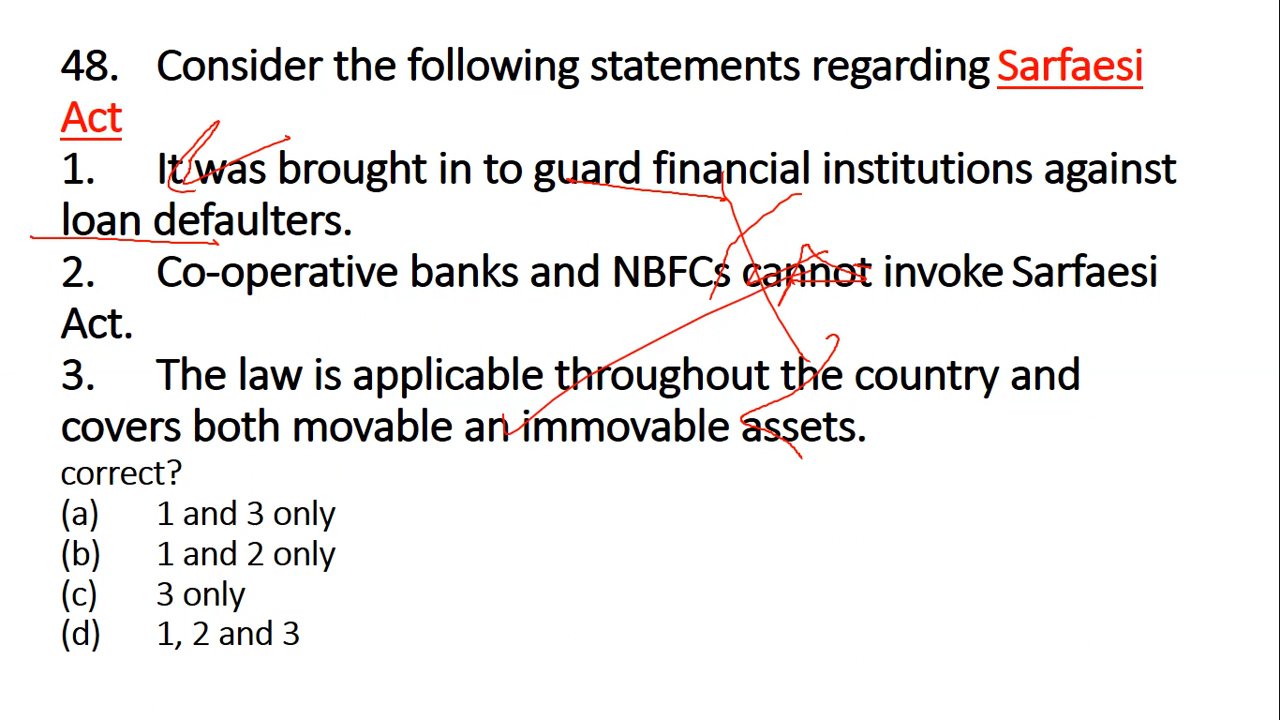 48. Consider the following statements regarding Sarfaesi
Act
1. It was brought in to guard financial institutions against
loan defaulters.
2. Co-operative banks and NBFCs cannot invoke Sarfaesi
Act.
3. The law is applicable throughout the country and
covers both movable an immovable assets.
correct?
(a) 1 and 3 only
(b) 1 and 2 only
(c) 3 only
(d) 1, 2 and 3